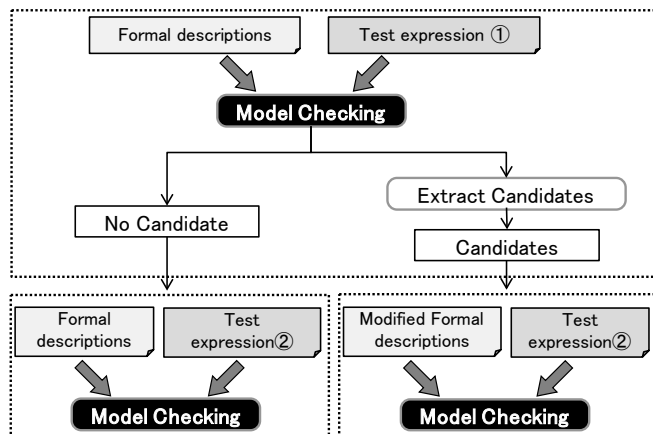 Formal descriptions
Test expression ①
Model Checking
Extract Candidates
No Candidate
Candidates
Formal
descriptions
Test
expression②
Modified Formal
descriptions
Test
expression②
Model Checking
Model Checking